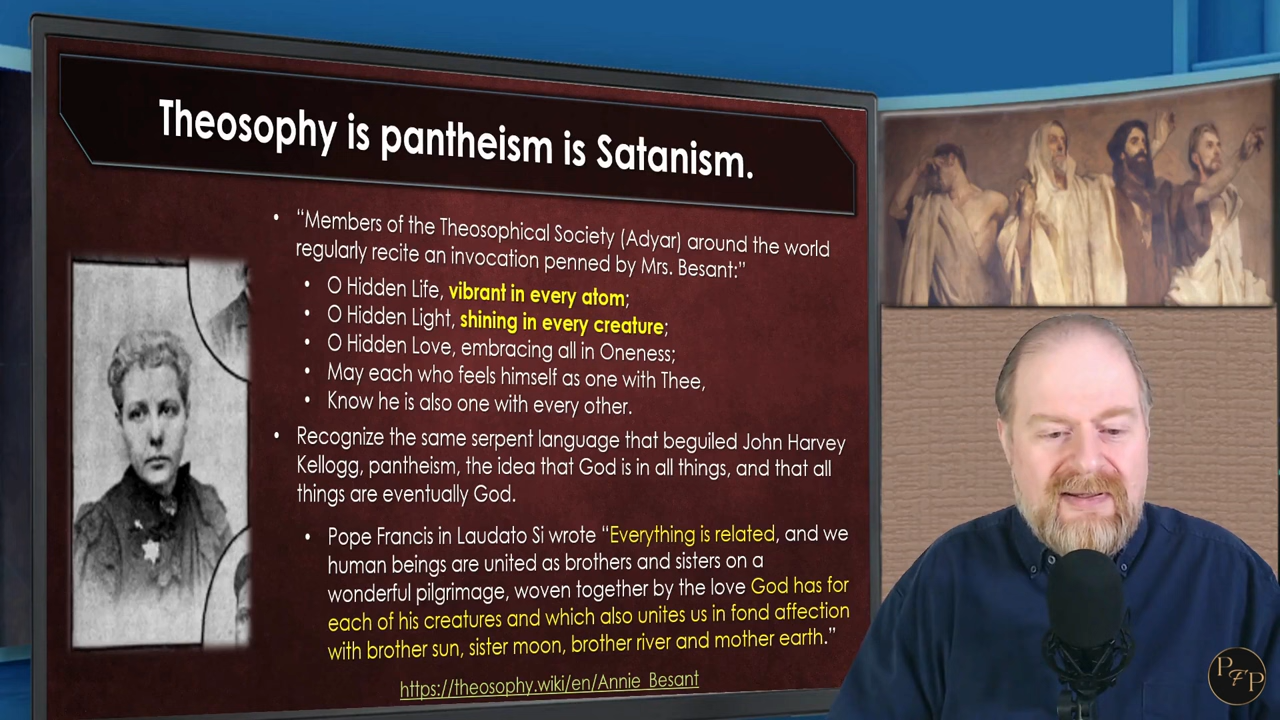 Theosophy is pantheism is Satanism.
• “Members of the Theosophical Society (Adyar) around the world
regularly recite an invocation penned by Mrs. Besant:”
• O Hidden Life, vibrant in every atom;
• O Hidden Light, shining in every creature;
• O Hidden Love, embracing all in Oneness;
• May each who feels himself as one with Thee,
• Know he is also one with every other.
• Recognize the same serpent language that beguiled John Harvey
Kellogg, pantheism, the idea that God is in all things, and that all
things are eventually God.
• Pope Francis in Laudato Si wrote “Everything is related, and we
human beings are united as brothers and sisters on a
wonderful pilgrimage, woven together by the love God has for
each of his creatures and which also unites us in fond affection
with brother sun, sister moon, brother river and mother earth.”
https://theosophy.wiki/en/Annie_Besant
PFP